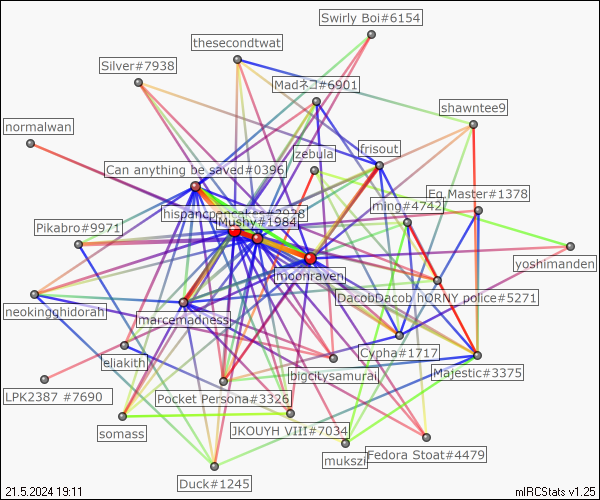 Swirly Boi#6154
thesecondtwat
Silver#7938
Madネコ#6901
shawntee9
normalwan
frisout
zebula
Can anything be saved#0396
Eq Master#1378
ming#4742
hispancpancakes#2938
Mushy#1984
Pikabro#9971
yoshimanden
moonraven
DacobDacob hORNY police#5271
neokingghidorah
marcemadness
Cypha#1717
eliakith
bigcitysamurai
Majestic#3375
LPK2387 #7690
Pocket Persona#3326
somass
JKOUYH VIII#7034
Fedora Stoat#4479
mukszi
Duck#1245
21.5.2024 19:11
mIRCStats v1.25